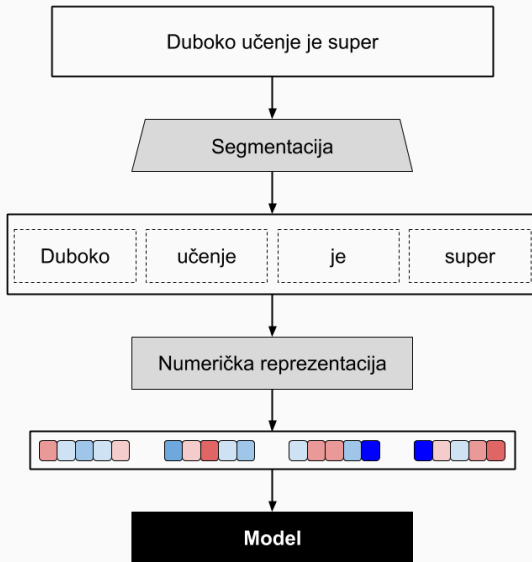 Duboko učenje je super
Segmentacija
Duboko učenje je super
Numerička reprezentacija
Model